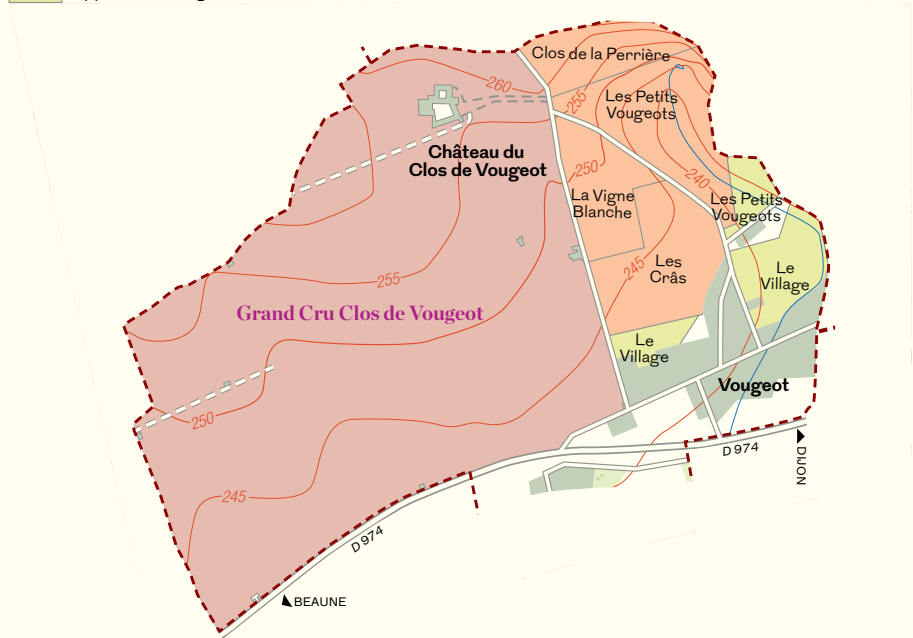 Clos de la Perrière
260
255
Les Petits
Vougeots
Château du
Clos de Vougeot
250
240
La Vigne
Blanche
Les Petits
Vougeots
Les
Crâs
245
Le
Village
255
Grand Cru Clos de Vougeot
Le
Village
Vougeot
250
D 974
DIJON
245
D 974
BEAUNE